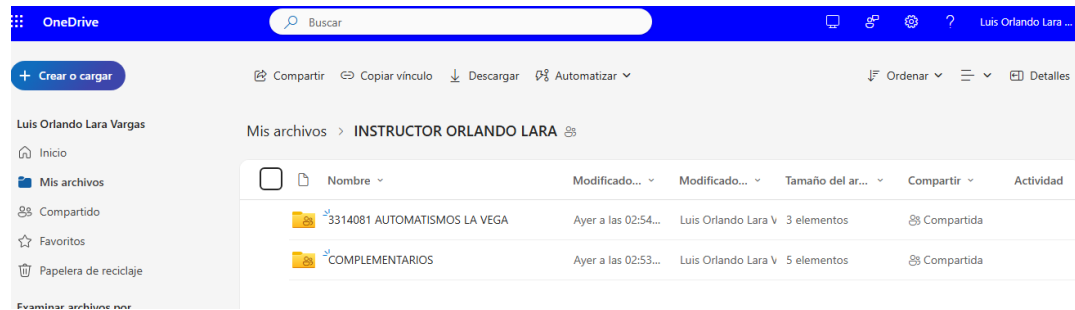 OneDrive
Buscar
Luis Orlando Lara ...
+ Crear o cargar
Compartir
Copiar vínculo
Descargar
Automatizar
Ordenar
Detalles
Luis Orlando Lara Vargas
Inicio
Mis archivos
Compartido
Favoritos
Papelera de reciclaje
Examinar archivos por
Mis archivos > INSTRUCTOR ORLANDO LARA
Nombre
Modificado...
Modificado...
Tamaño del ar...
Compartir
Actividad
3314081 AUTOMATISMOS LA VEGA
Ayer a las 02:54...
Luis Orlando Lara V
3 elementos
Compartida
COMPLEMENTARIOS
Ayer a las 02:53...
Luis Orlando Lara V
5 elementos
Compartida